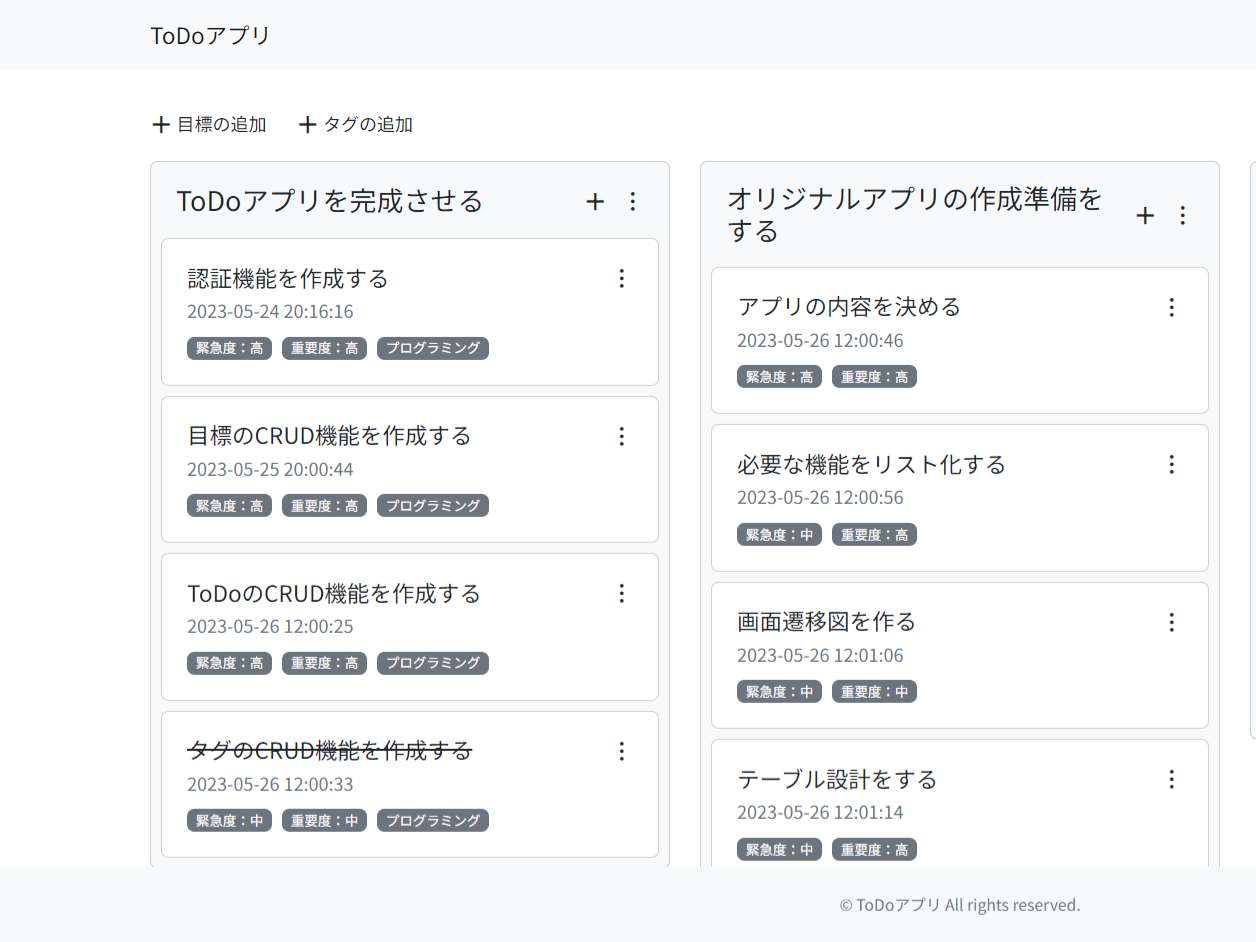 ToDoアプリ
目標の追加 タグの追加
ToDoアプリを完成させる
認証機能を作成する
2023-05-24 20:16:16
緊急度：高 重要度：高 プログラミング
目標のCRUD機能を作成する
2023-05-25 20:00:44
緊急度：高 重要度：高 プログラミング
ToDoのCRUD機能を作成する
2023-05-26 12:00:25
緊急度：高 重要度：高 プログラミング
タグのCRUD機能を作成する
2023-05-26 12:00:33
緊急度：中 重要度：中 プログラミング
オリジナルアプリの作成準備を
する
アプリの内容を決める
2023-05-26 12:00:46
緊急度：高 重要度：高
必要な機能をリスト化する
2023-05-26 12:00:56
緊急度：中 重要度：高
画面遷移図を作る
2023-05-26 12:01:06
緊急度：中 重要度：中
テーブル設計をする
2023-05-26 12:01:14
緊急度：中 重要度：高
© ToDoアプリ All rights reserved.